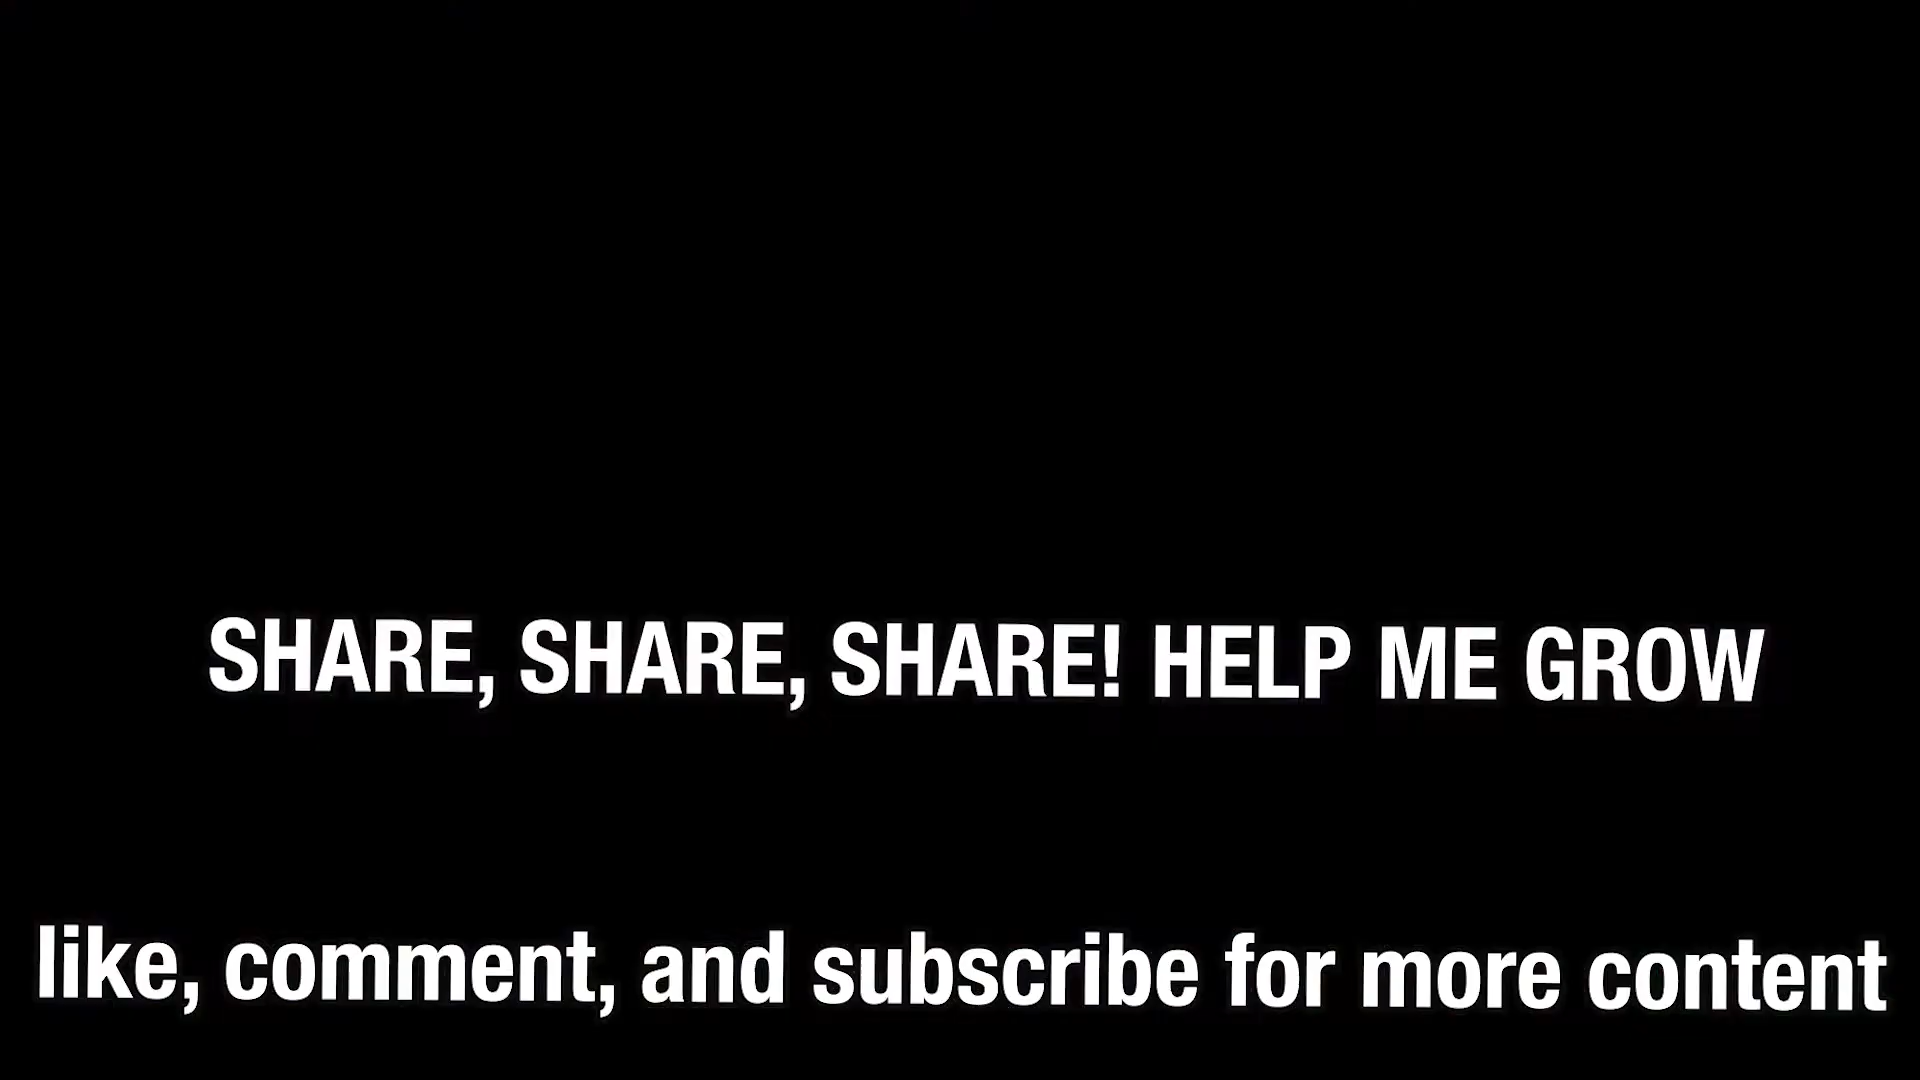 SHARE, SHARE, SHARE! HELP ME GROW
like, comment, and subscribe for more content